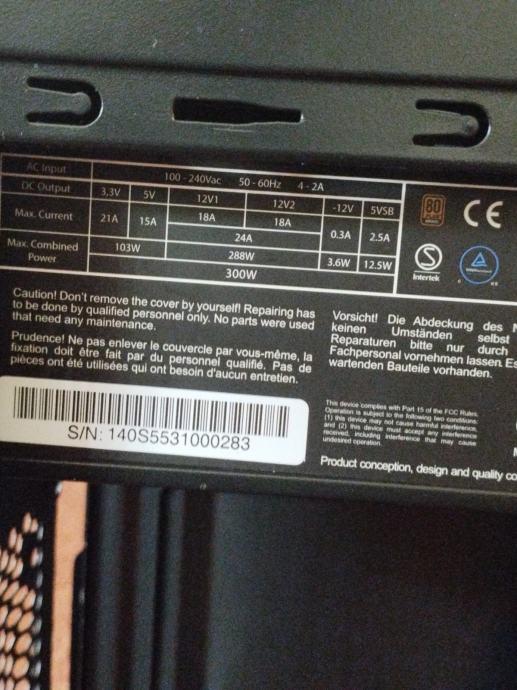 AC Input 100 - 240Vac 50 - 60Hz 4 - 2A
DC Output 3,3V 5V 12V1 12V2 -12V 5VSB
Max. Current 21A 15A 18A 18A 0.3A 2.5A
24A
Max. Combined Power 103W 288W 3.6W 12.5W
300W
80
CE
Intertek
Caution! Don't remove the cover by yourself! Repairing has
to be done by qualified personnel only. No parts were used
that need any maintenance.
Prudence! Ne pas enlever le couvercle par vous-même, la
fixation doit être fait par du personnel qualifié. Pas de
pièces ont été utilisées qui ont besoin d'aucun entretien.
S/N: 140S5531000283
Vorsicht! Die Abdeckung des N
keinen Umständen selbst
Reparaturen bitte nur durch
Fachpersonal vornehmen lassen. Es
wartenden Bauteile vorhanden.
This device complies with Part 15 of the FCC Rules.
Operation is subject to the following two conditions:
(1) this device may not cause harmful interference,
and (2) this device must accept any interference
received, including interference that may cause
undesired operation.
Product conception, design and quality co